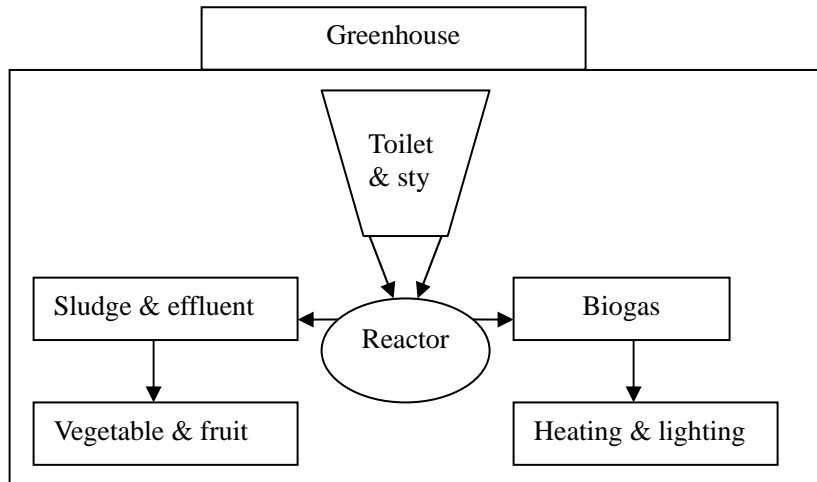 Greenhouse
Toilet
& sty
Sludge & effluent
Reactor
Biogas
Vegetable & fruit
Heating & lighting